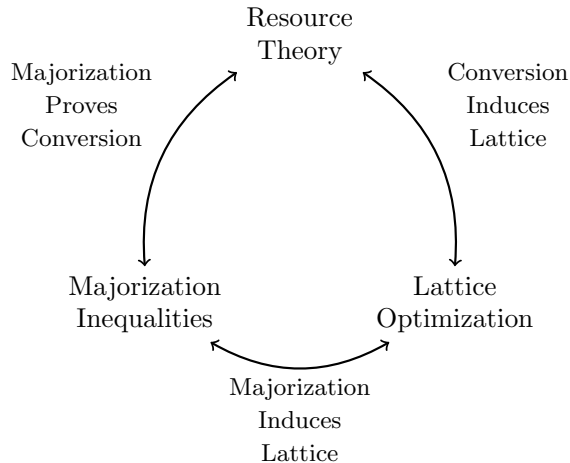 Resource
Theory
Majorization
Proves
Conversion
Conversion
Induces
Lattice
Majorization
Inequalities
Lattice
Optimization
Majorization
Induces
Lattice